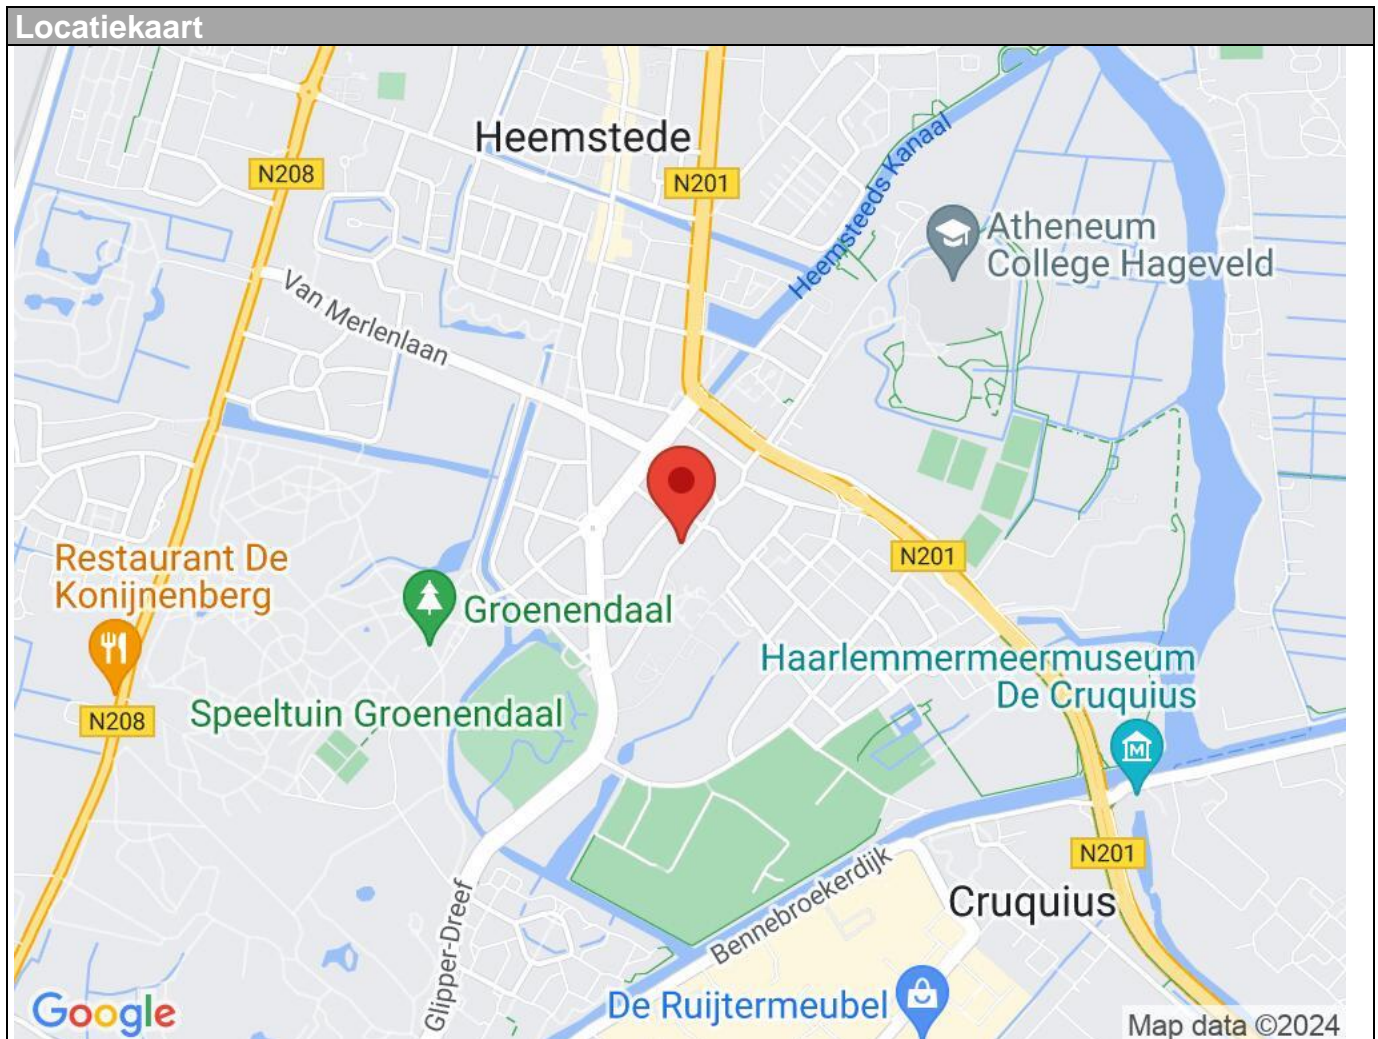 Locatiekaart
Heemstede
N208
N201
Heemsteeds Kanaal
Atheneum
College Hageveld
Van Merlenlaan
N201
Restaurant De
Konijnenberg
Groenendaal
Haarlemmermeermuseum
De Cruquius
N208
Speeltuin Groenendaal
M
N201
Bennebroekerdijk
Cruquius
Glipper-Dreef
De Ruijtermeubel
Google
Map data ©2024